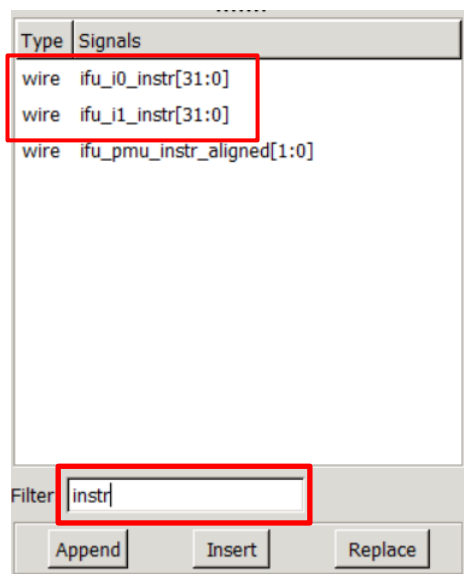 Type Signals
wire ifu_i0_instr[31:0]
wire ifu_i1_instr[31:0]
wire ifu_pmu_instr_aligned[1:0]
Filter instr
Append Insert Replace